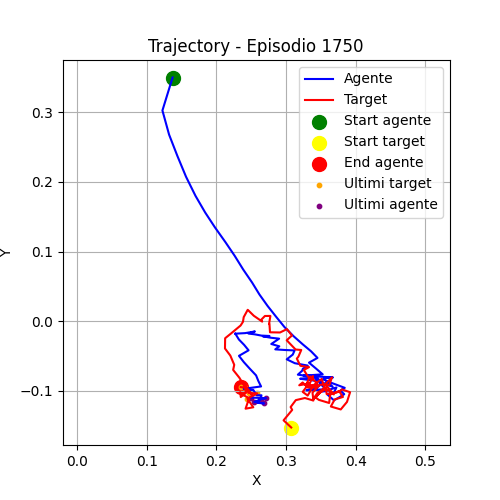 Trajectory - Episodio 1750
Agente
Target
Start agente
Start target
End agente
Ultimi target
Ultimi agente
Y
0.3
0.2
0.1
0.0
−0.1
0.0
0.1
0.2
0.3
0.4
0.5
X